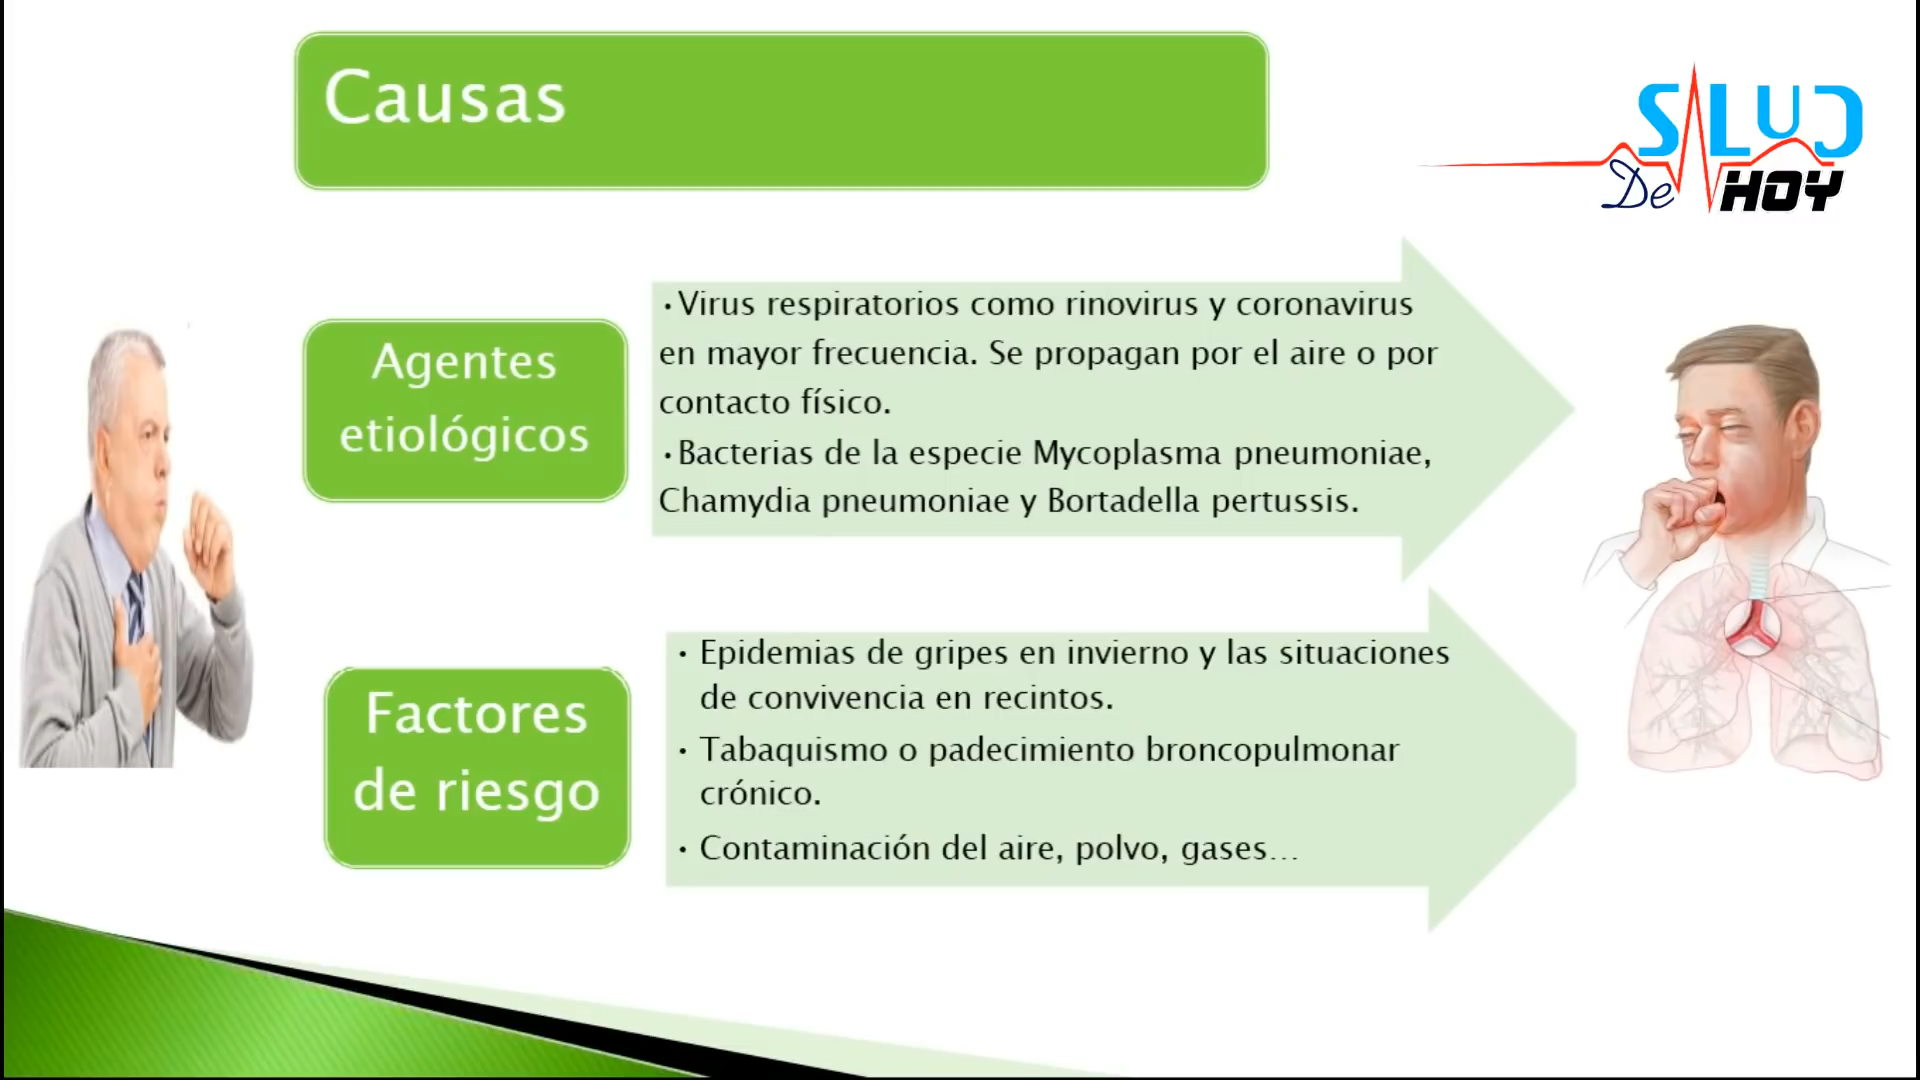 Causas
SALUD
De HOY
Agentes
etiológicos
•Virus respiratorios como rinovirus y coronavirus
en mayor frecuencia. Se propagan por el aire o por
contacto físico.
•Bacterias de la especie Mycoplasma pneumoniae,
Chamydia pneumoniae y Bortadella pertussis.
Factores
de riesgo
• Epidemias de gripes en invierno y las situaciones
de convivencia en recintos.
• Tabaquismo o padecimiento broncopulmonar
crónico.
• Contaminación del aire, polvo, gases...